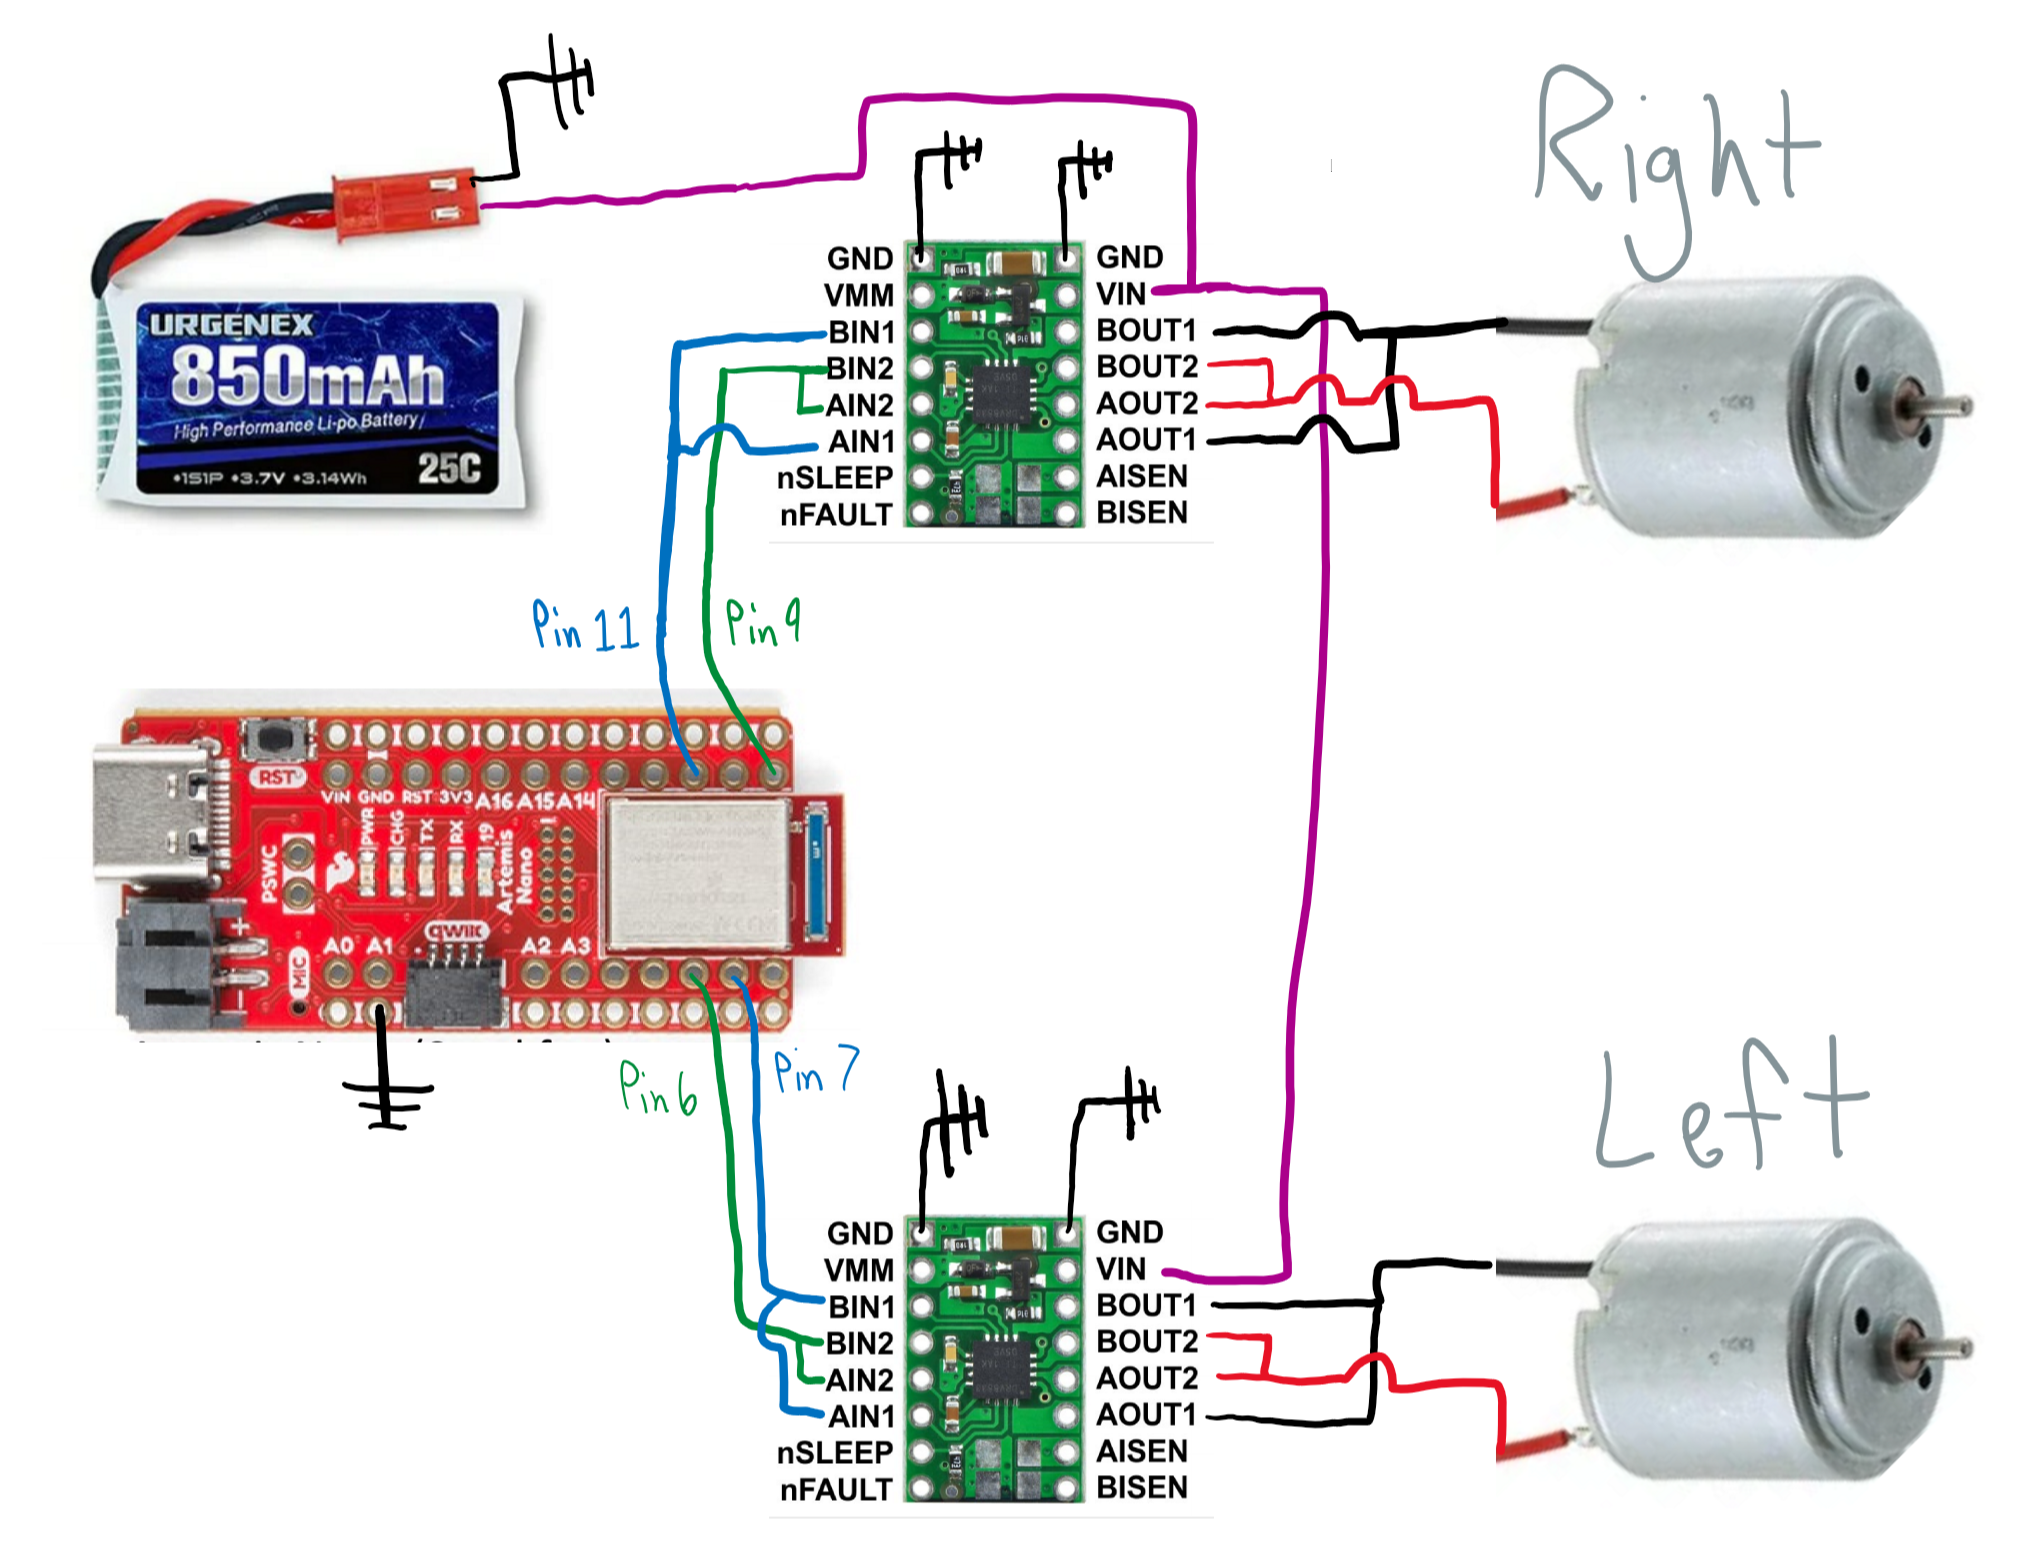 Right
URGENEX
850mAh
High Performance Li-po Battery/
•1S1P •3.7V •3.14Wh
25C
GND
VMM
BIN1
BIN2
AIN2
AIN1
nSLEEP
nFAULT
GND
VIN
BOUT1
BOUT2
AOUT2
AOUT1
AISEN
BISEN
Pin 11
Pin 9
RST
VIN GND RST 3V3 A16 A15 A14
PSWC
PWR
CHG
TX
RX
19
Artemis
Nano
qwiic
MIC
+
-
A0 A1
A2 A3
Pin 6
Pin 7
Left
GND
VMM
BIN1
BIN2
AIN2
AIN1
nSLEEP
nFAULT
GND
VIN
BOUT1
BOUT2
AOUT2
AOUT1
AISEN
BISEN